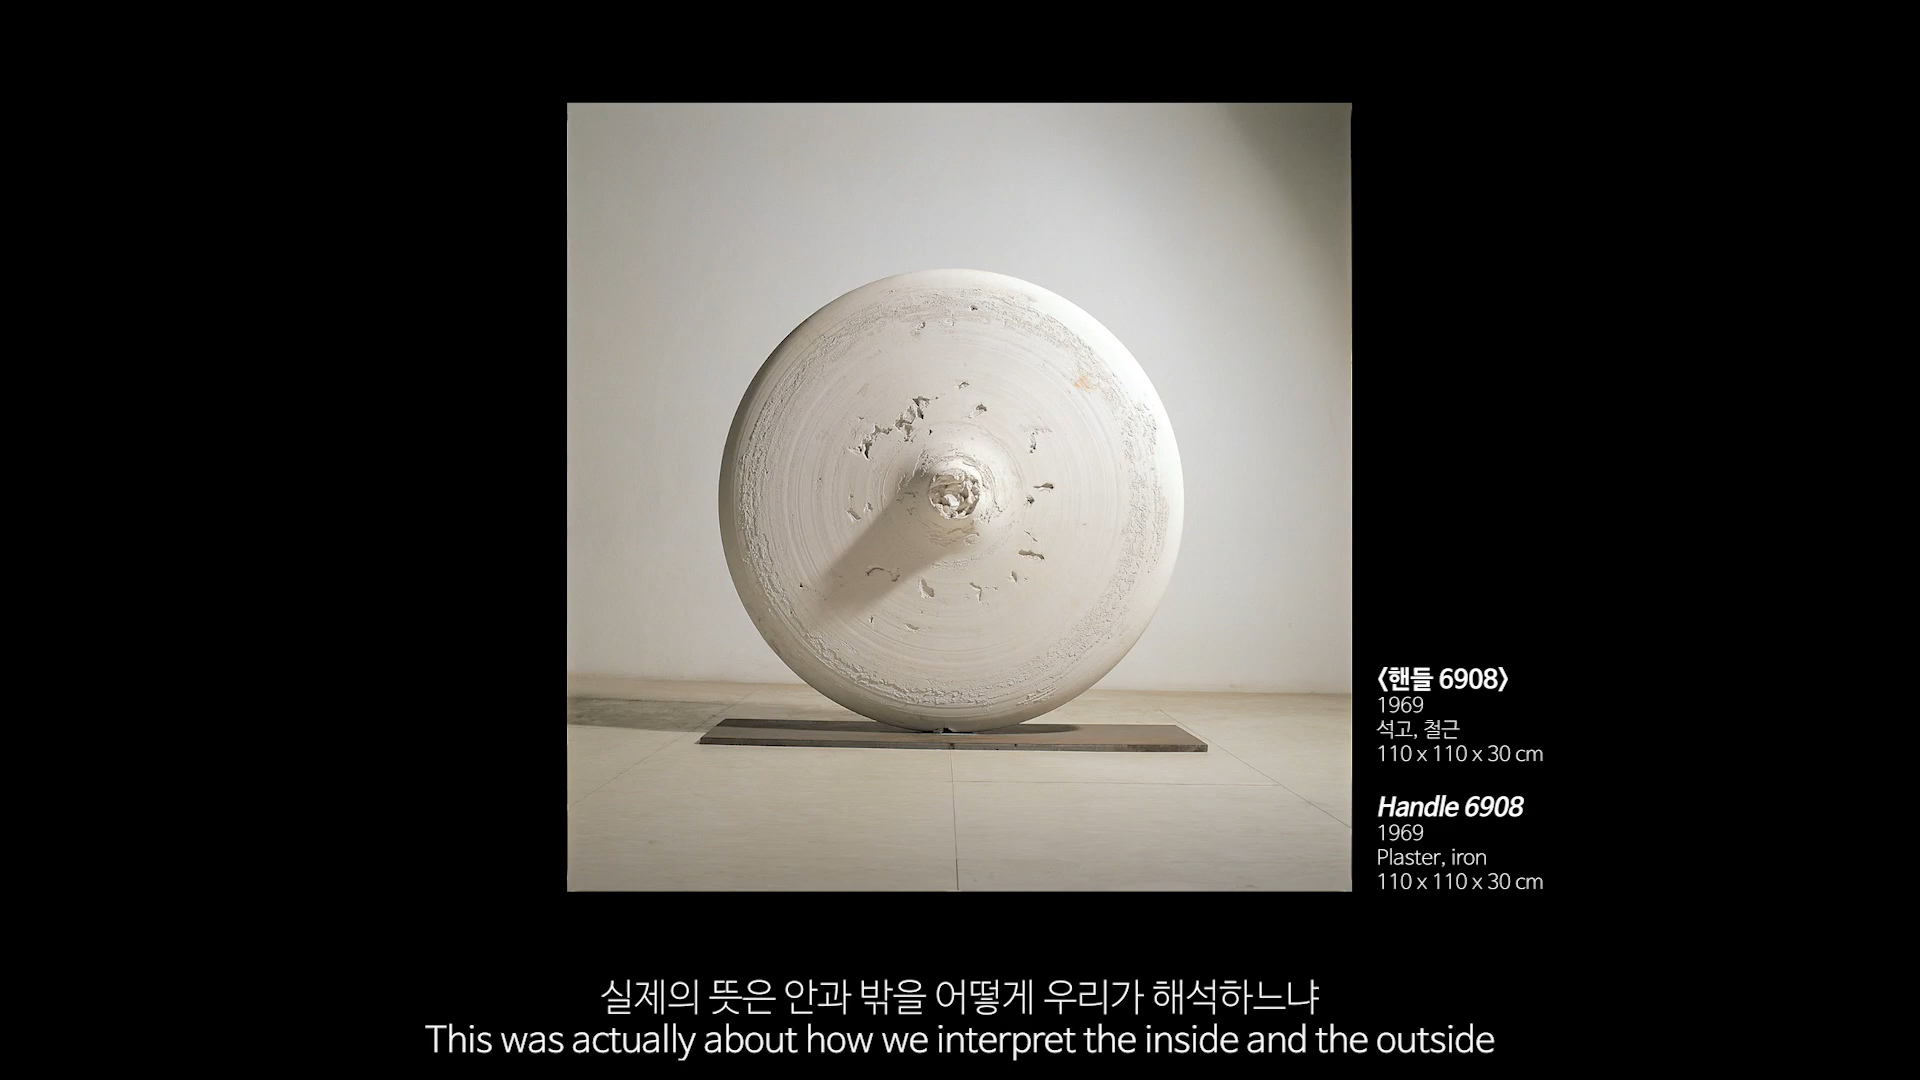 〈핸들 6908〉
1969
석고, 철근
110 x 110 x 30 cm
Handle 6908
1969
Plaster, iron
110 x 110 x 30 cm
실제의 뜻은 안과 밖을 어떻게 우리가 해석하느냐
This was actually about how we interpret the inside and the outside